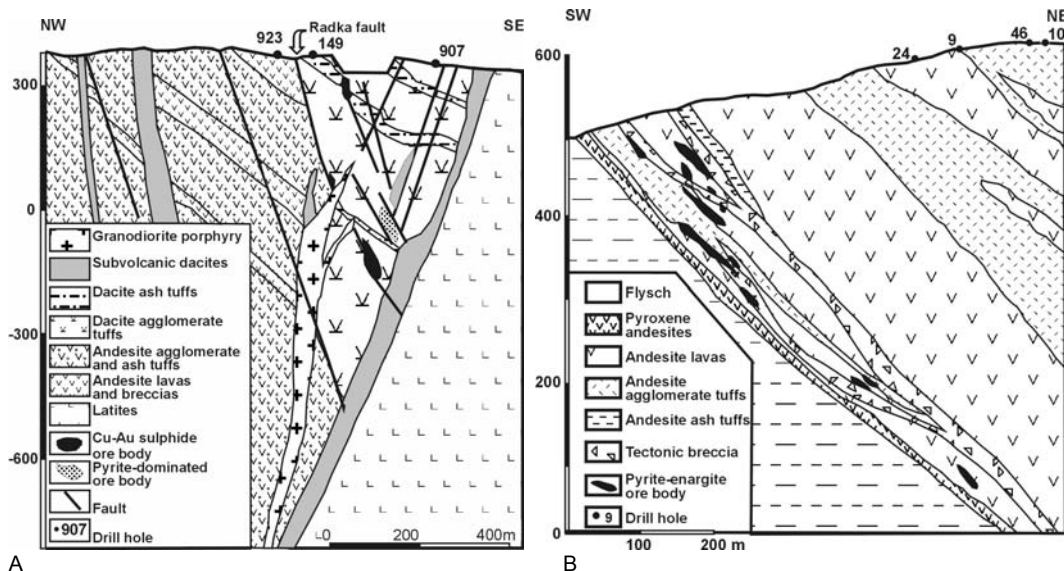 NW
SE
Radka fault
923
149
907
300
0
-300
-600
Granodiorite porphyry
Subvolcanic dacites
Dacite ash tuffs
Dacite agglomerate
tuffs
Andesite agglomerate
and ash tuffs
Andesite lavas
and breccias
Latites
Cu-Au sulphide
ore body
Pyrite-dominated
ore body
Fault
907
Drill hole
0
200
400m
A
SW
NE
600
400
200
0
24
9
46
10
Flysch
Pyroxene
andesites
Andesite lavas
Andesite
agglomerate tuffs
Andesite ash tuffs
Tectonic breccia
Pyrite-enargite
ore body
9
Drill hole
100
200 m
B